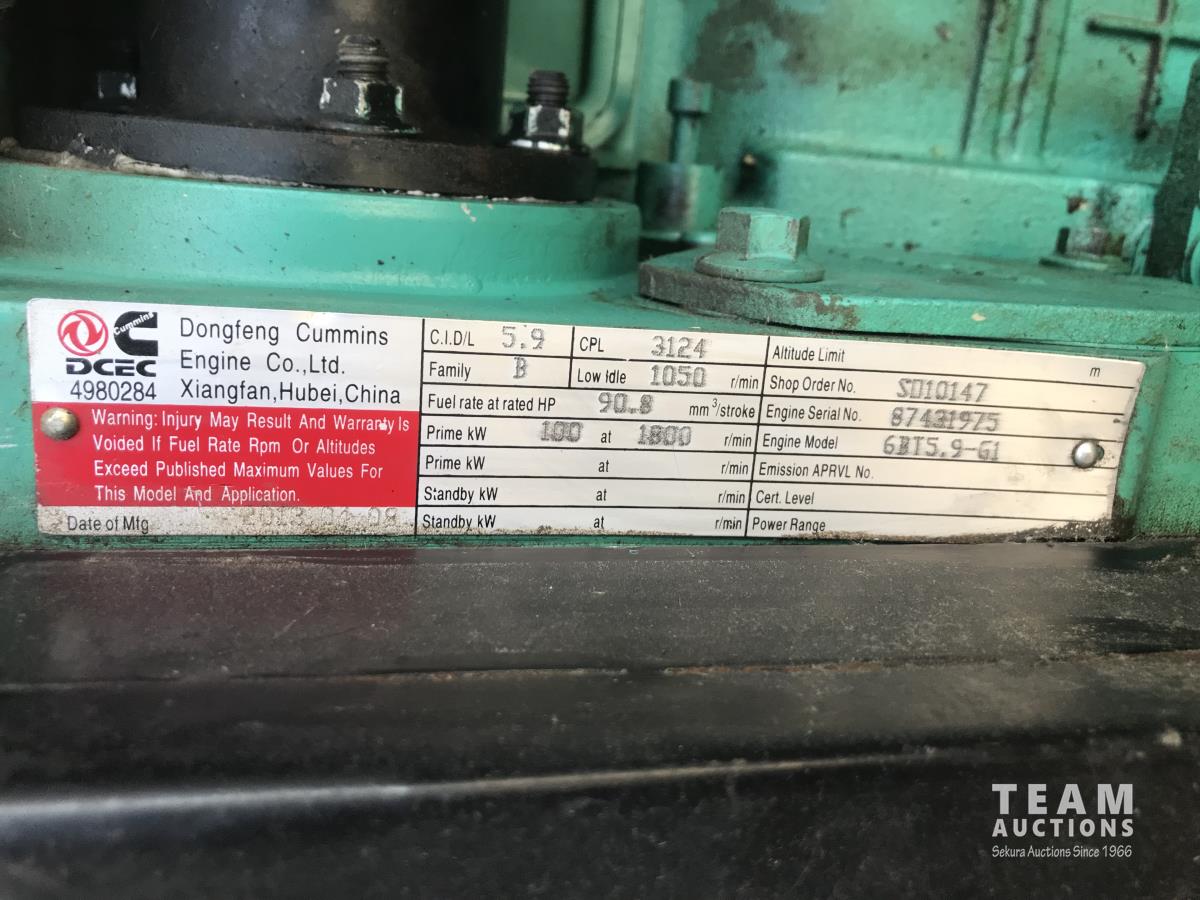 Cummins
DCEC
4980284
Dongfeng Cummins
Engine Co.,Ltd.
Xiangfan,Hubei,China
Warning: Injury May Result and Warranty Is
Voided If Fuel Rate Rpm Or Altitudes
Exceed Published Maximum Values For
This Model And Application.
Date of Mfg
C.I.D/L 5.9
CPL 3124
Family B
Low Idle 1050 r/min
Fuel rate at rated HP 90.8 mm³/stroke
Prime kW 100 at 1800 r/min
Prime kW at r/min
Standby kW at r/min
Standby kW at r/min
Altitude Limit m
Shop Order No. SD10147
Engine Serial No. 87431975
Engine Model 6BT5.9-G1
Emission APRVL No.
Cert. Level
Power Range
TEAM
AUCTIONS
Sekura Auctions Since 1966